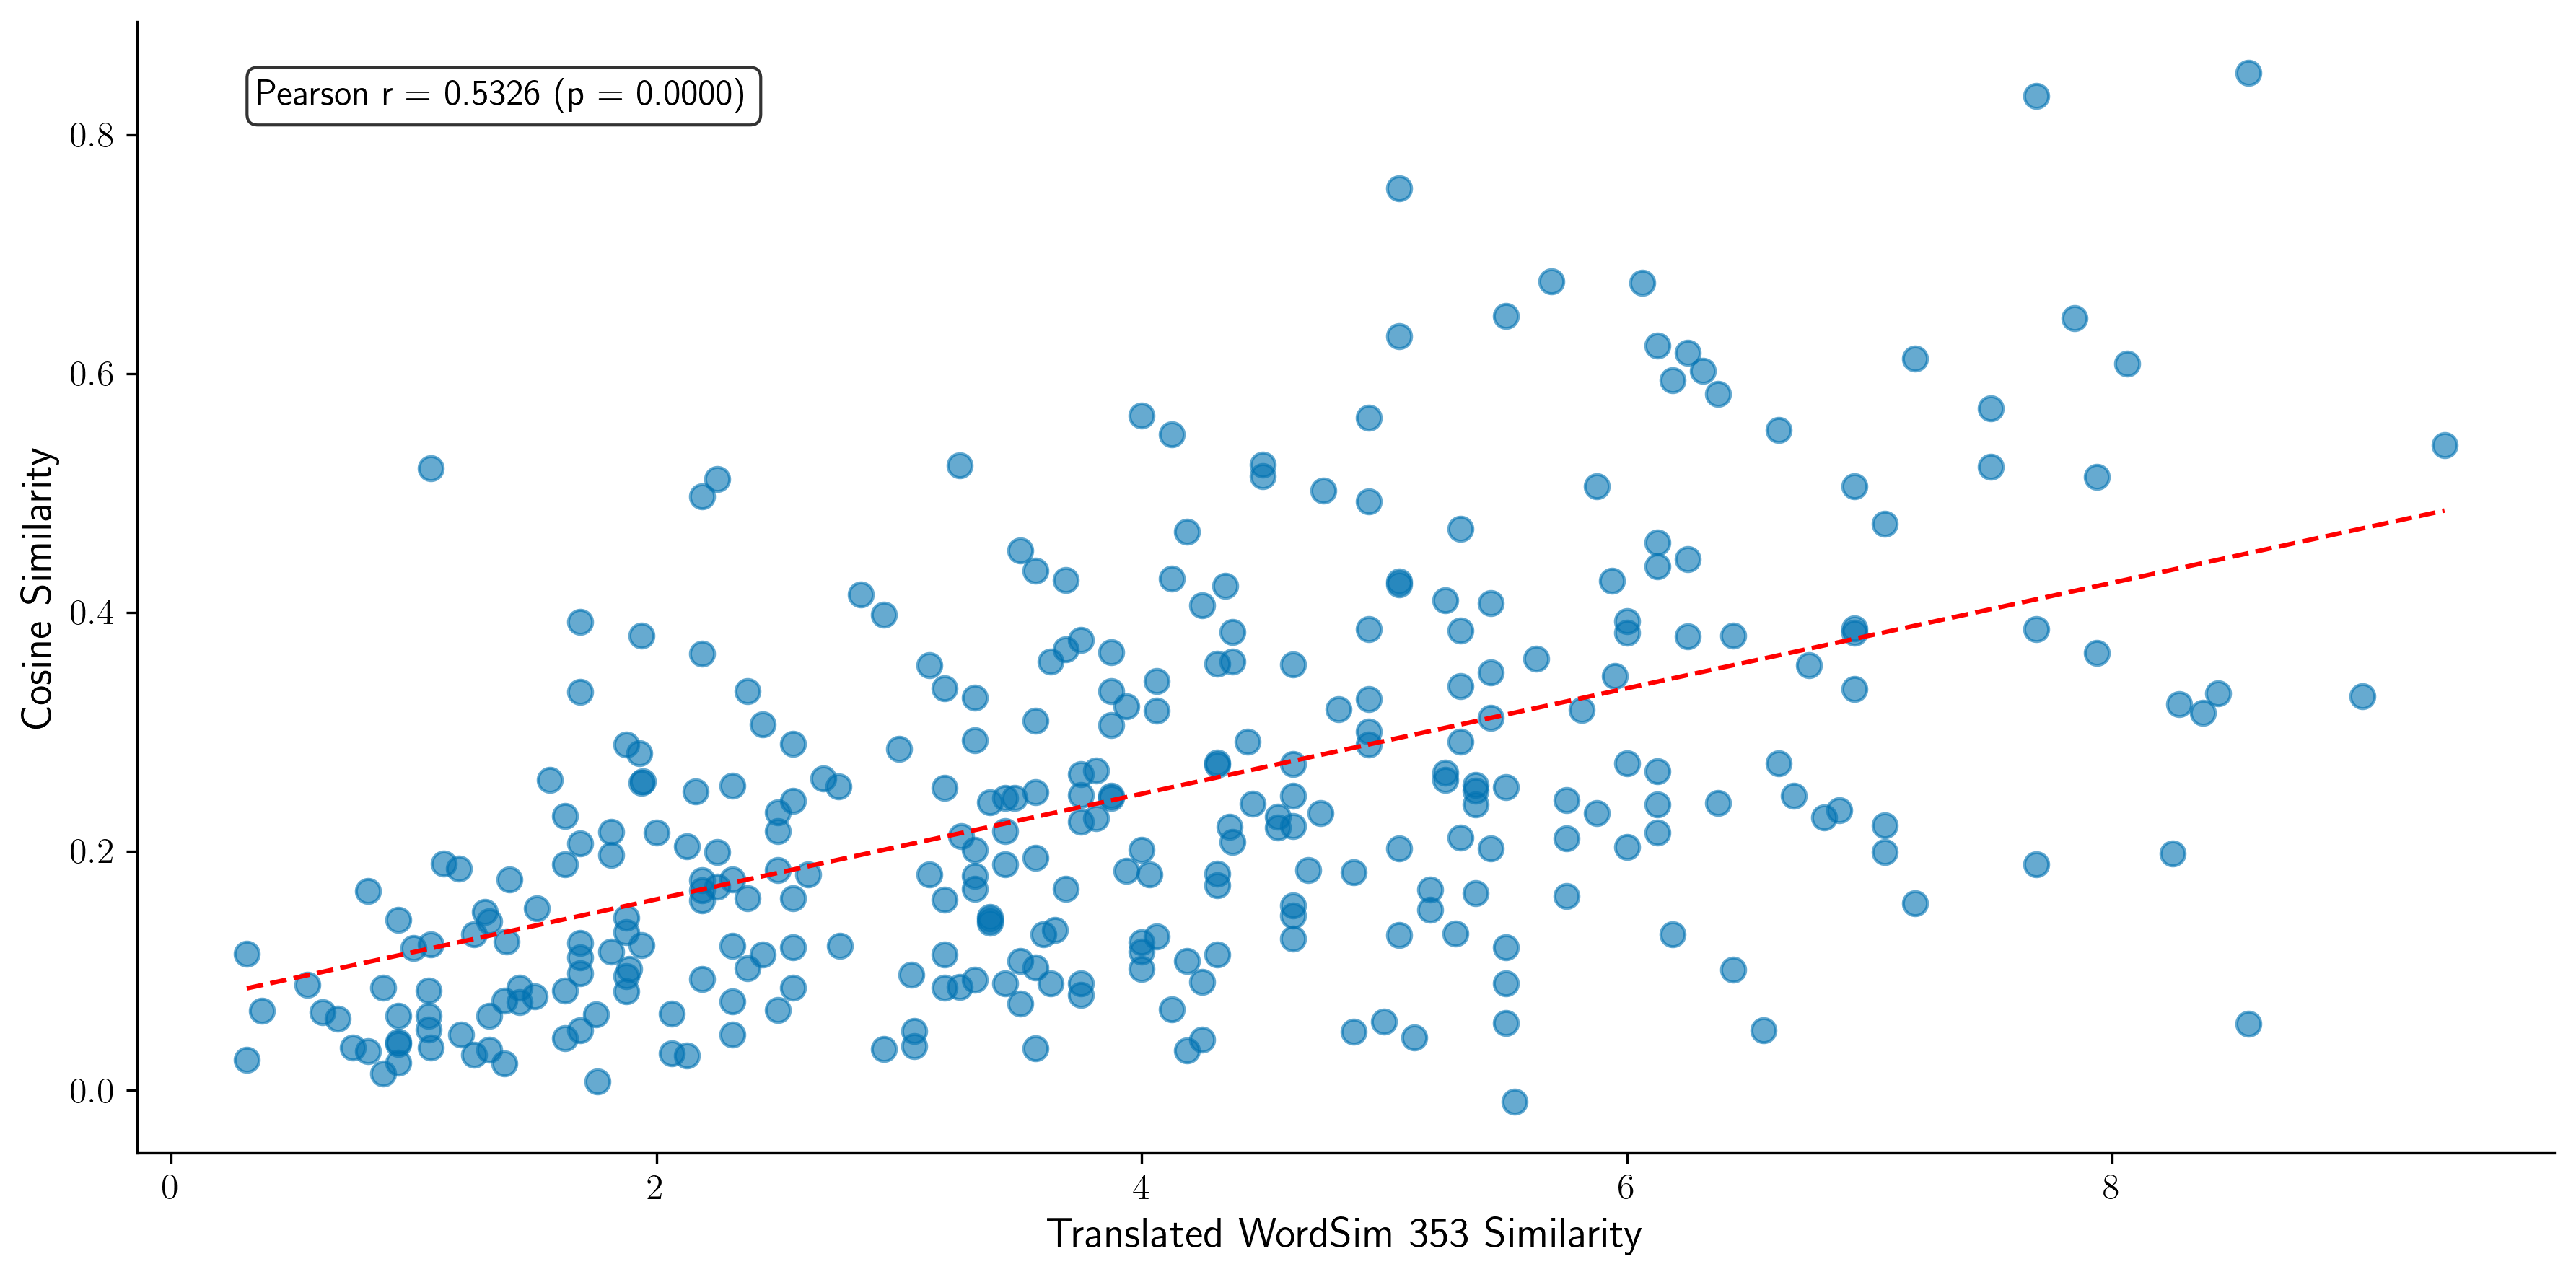 Pearson r = 0.5326 (p = 0.0000)
0.8
0.6
0.4
0.2
0.0
Cosine Similarity
0 2 4 6 8
Translated WordSim 353 Similarity